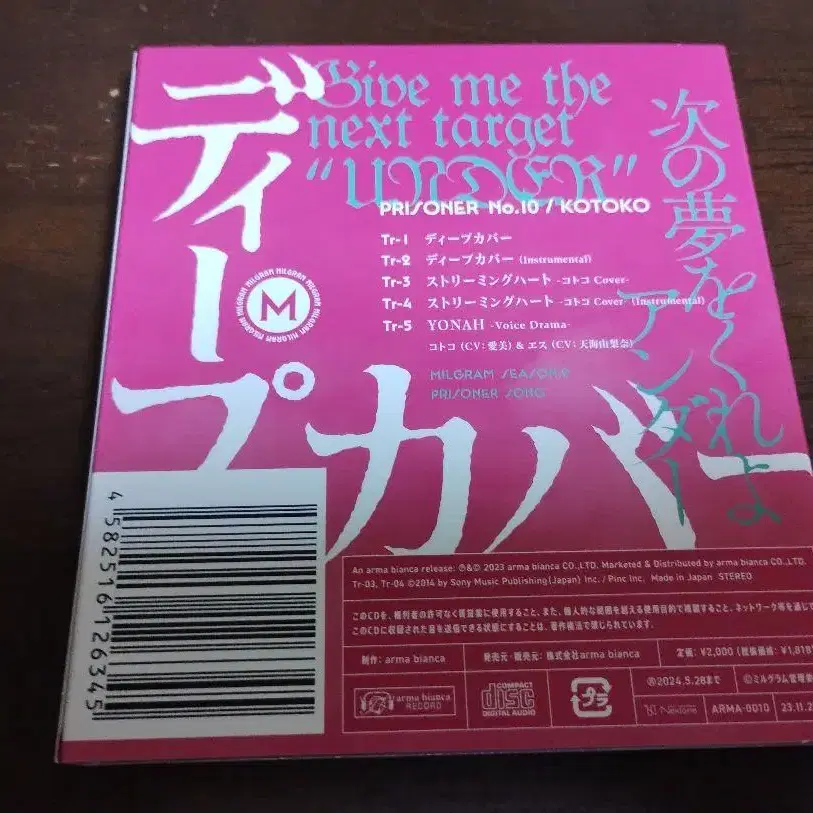 ディープカバー
Give me the
next target
"UNDER"
次の夢をくれよ
アンダー
PRISONER No.10 / KOTOKO
Tr-1 ディープカバー
Tr-2 ディープカバー (Instrumental)
Tr-3 ストリーミングハート -コトコ Cover-
Tr-4 ストリーミングハート -コトコ Cover- (Instrumental)
Tr-5 YONAH -Voice Drama-
コトコ (CV: 愛美) & エス (CV: 天海由梨奈)
MILGRAM MILGRAM MILGRAM MILGRAM MILGRAM
M
MILGRAM SEASON2
PRISONER SONG
4 582516 126345
An arma bianca release: ℗&© 2023 arma bianca CO.,LTD. Marketed & Distributed by arma bianca CO.,LTD.
Tr-03, Tr-04 ©2014 by Sony Music Publishing (Japan) Inc. / Pinc Inc. Made in Japan STEREO
このCDを、権利者の許可なく賃貸業に使用すること、また、個人的な範囲を超える使用目的で複製すること、ネットワーク等を通じて
このCDに収録された音を送信できる状態にすることは、著作権法で禁じられています。
制作: arma bianca
発売元・販売元: 株式会社arma bianca
定価: ¥2,000 (税抜価格: ¥1,818
arma bianca
RECORD
COMPACT
disc
DIGITAL AUDIO
プラ
2024.5.28まで
©ミルグラム管理
NexTone
ARMA-0010
23.11.2